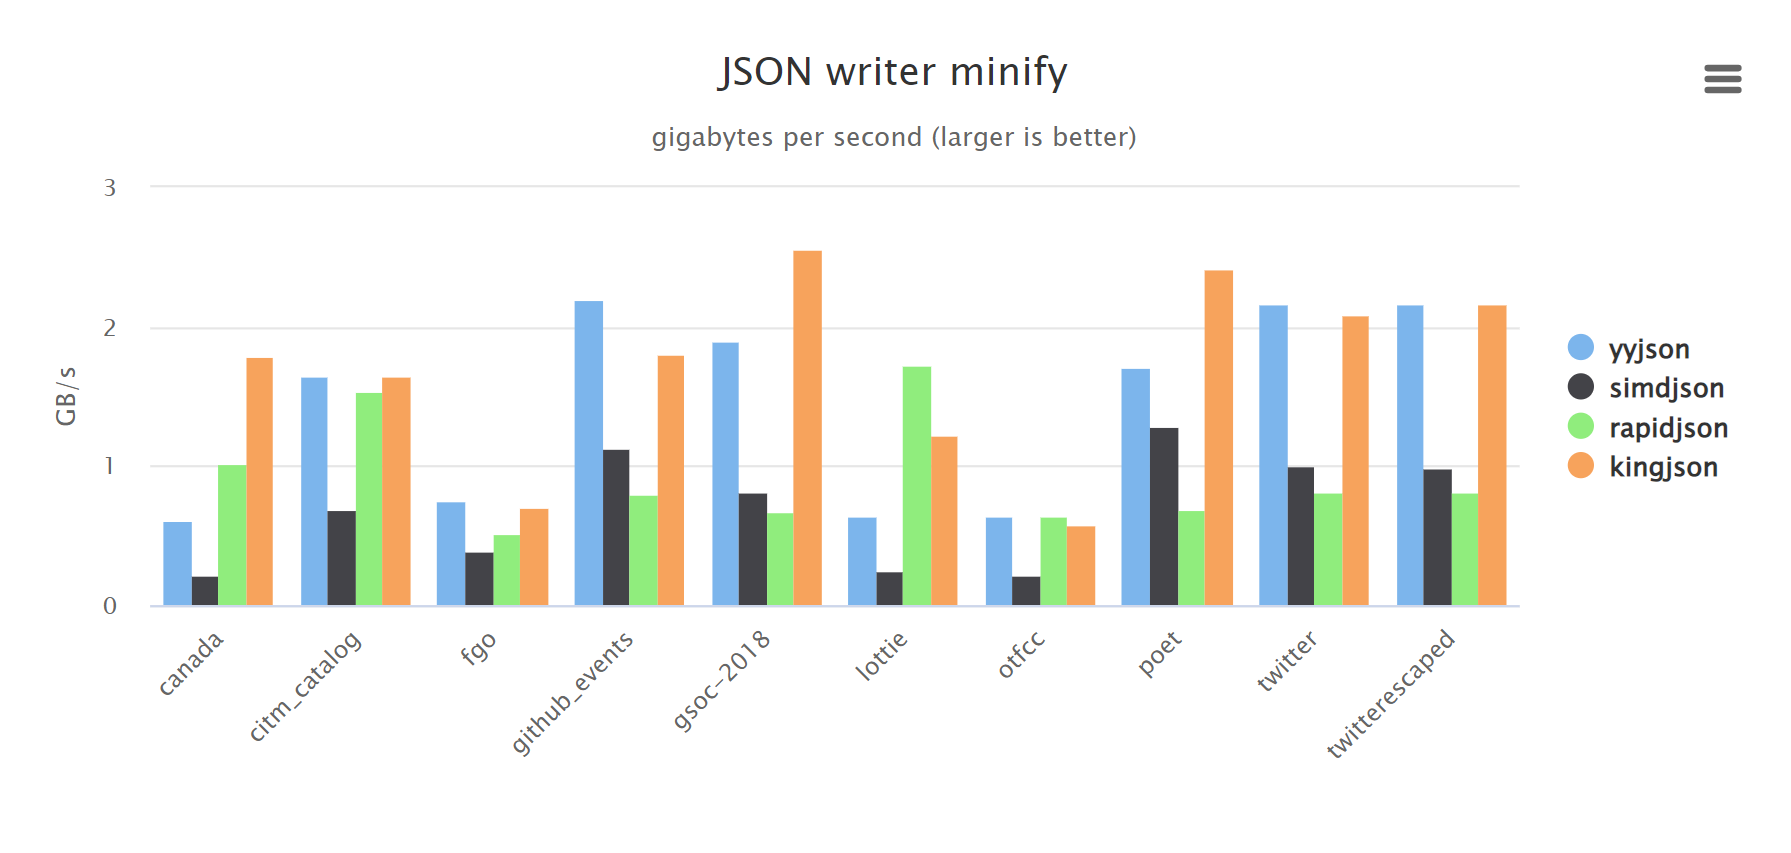 JSON writer minify
gigabytes per second (larger is better)
GB/s
3
2
1
0
canada
citm_catalog
fgo
github_events
gsoc-2018
lottie
otfcc
poet
twitter
twitterescaped
yyjson
simdjson
rapidjson
kingjson